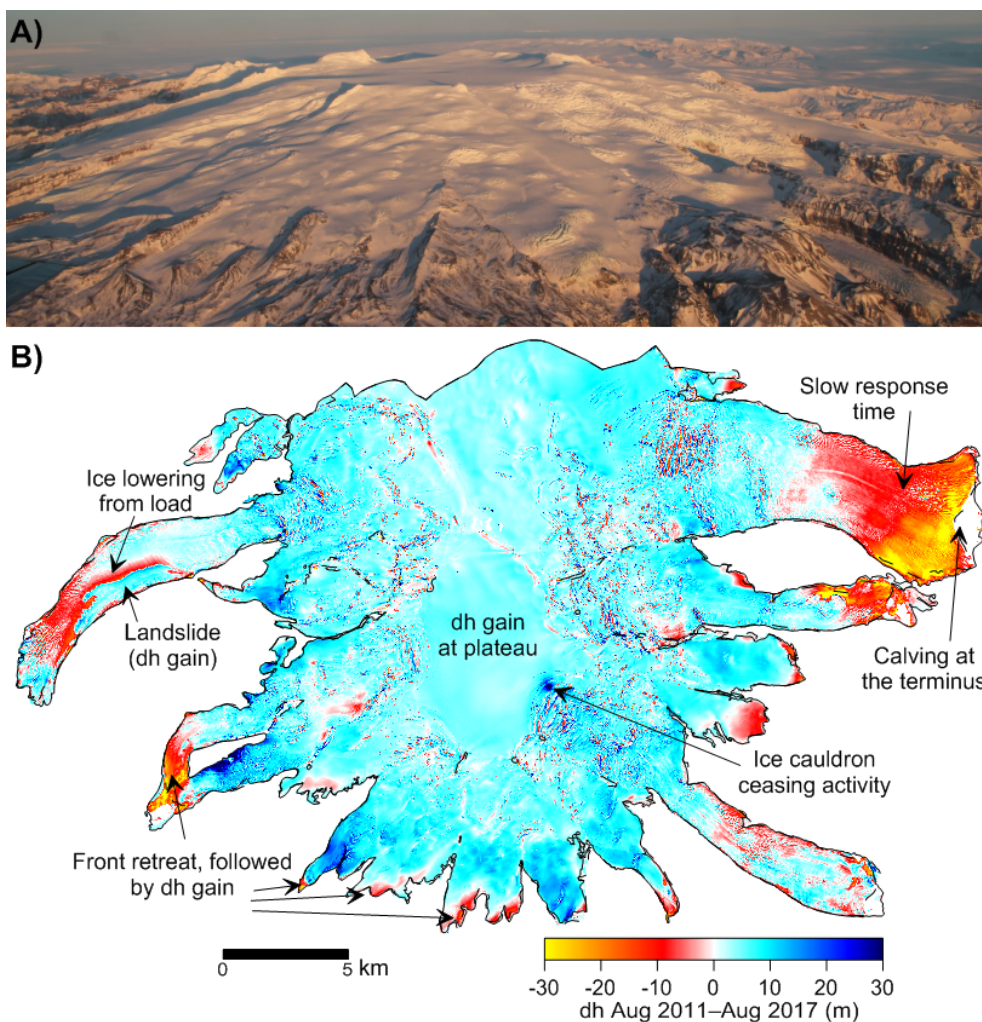 A)
B)
Slow response
time
Ice lowering
from load
Landslide
(dh gain)
dh gain
at plateau
Calving at
the terminus
Ice cauldron
ceasing activity
Front retreat, followed
by dh gain
0 5 km
-30 -20 -10 0 10 20 30
dh Aug 2011–Aug 2017 (m)